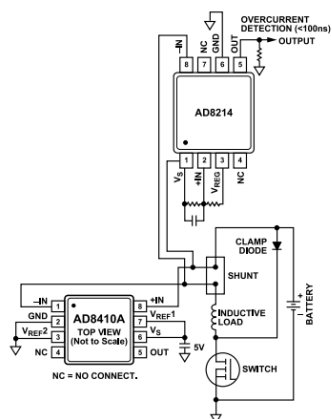 OVERCURRENT
DETECTION (<100ns)
OUTPUT
–IN
NC
GND
OUT
8
7
6
5
AD8214
1
2
3
4
VS
+IN
VREG
NC
CLAMP
DIODE
SHUNT
BATTERY
INDUCTIVE
LOAD
SWITCH
–IN
1
GND
2
VREF2
3
NC
4
AD8410A
TOP VIEW
(Not to Scale)
8
+IN
7
VREF1
6
VS
5
OUT
5V
NC = NO CONNECT.
+
–